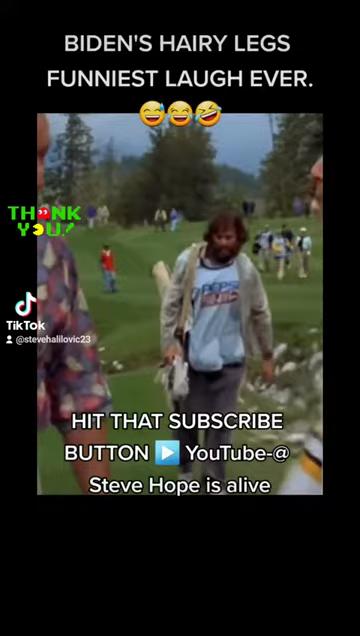 BIDEN'S HAIRY LEGS
FUNNIEST LAUGH EVER.
😅😂🤣
THANK
YOU!
PEPSI
TikTok
@stevehalilovic23
HIT THAT SUBSCRIBE
BUTTON ▶️ YouTube-@
Steve Hope is alive